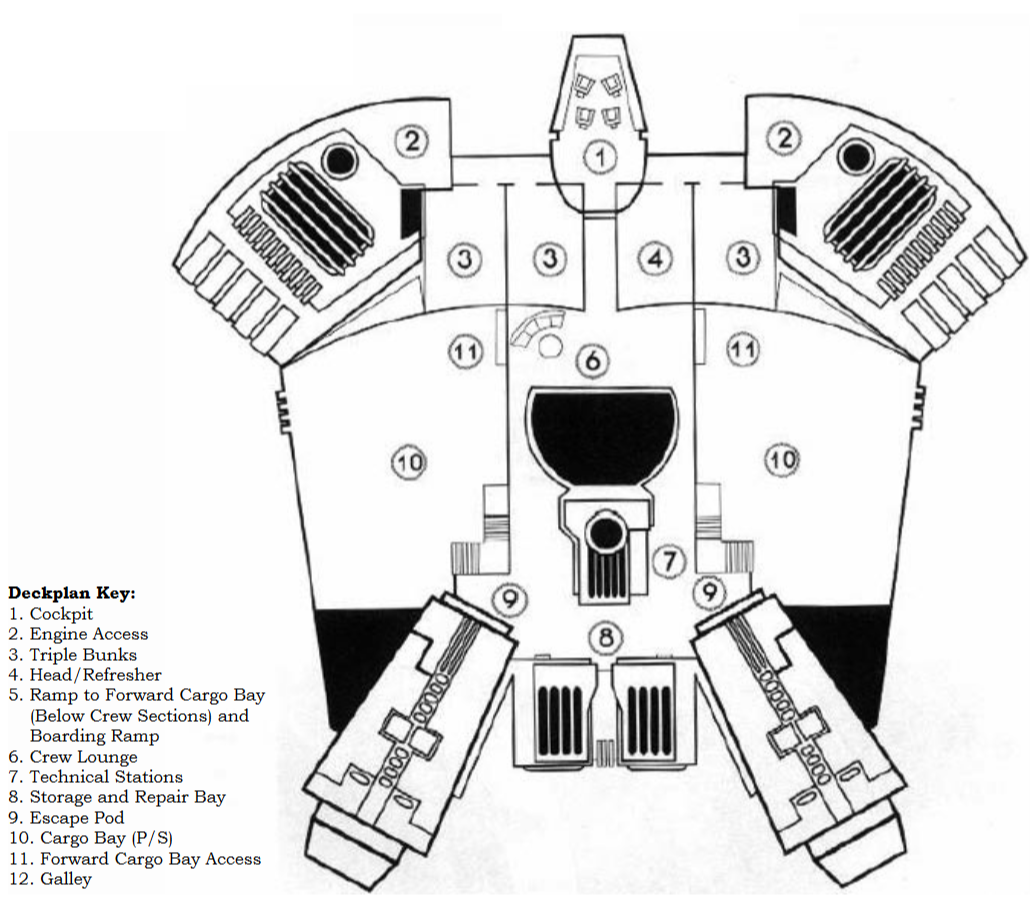 1
2
2
3
3
4
3
11
6
11
10
10
7
9
9
8
Deckplan Key:
1. Cockpit
2. Engine Access
3. Triple Bunks
4. Head/Refresher
5. Ramp to Forward Cargo Bay
(Below Crew Sections) and
Boarding Ramp
6. Crew Lounge
7. Technical Stations
8. Storage and Repair Bay
9. Escape Pod
10. Cargo Bay (P/S)
11. Forward Cargo Bay Access
12. Galley